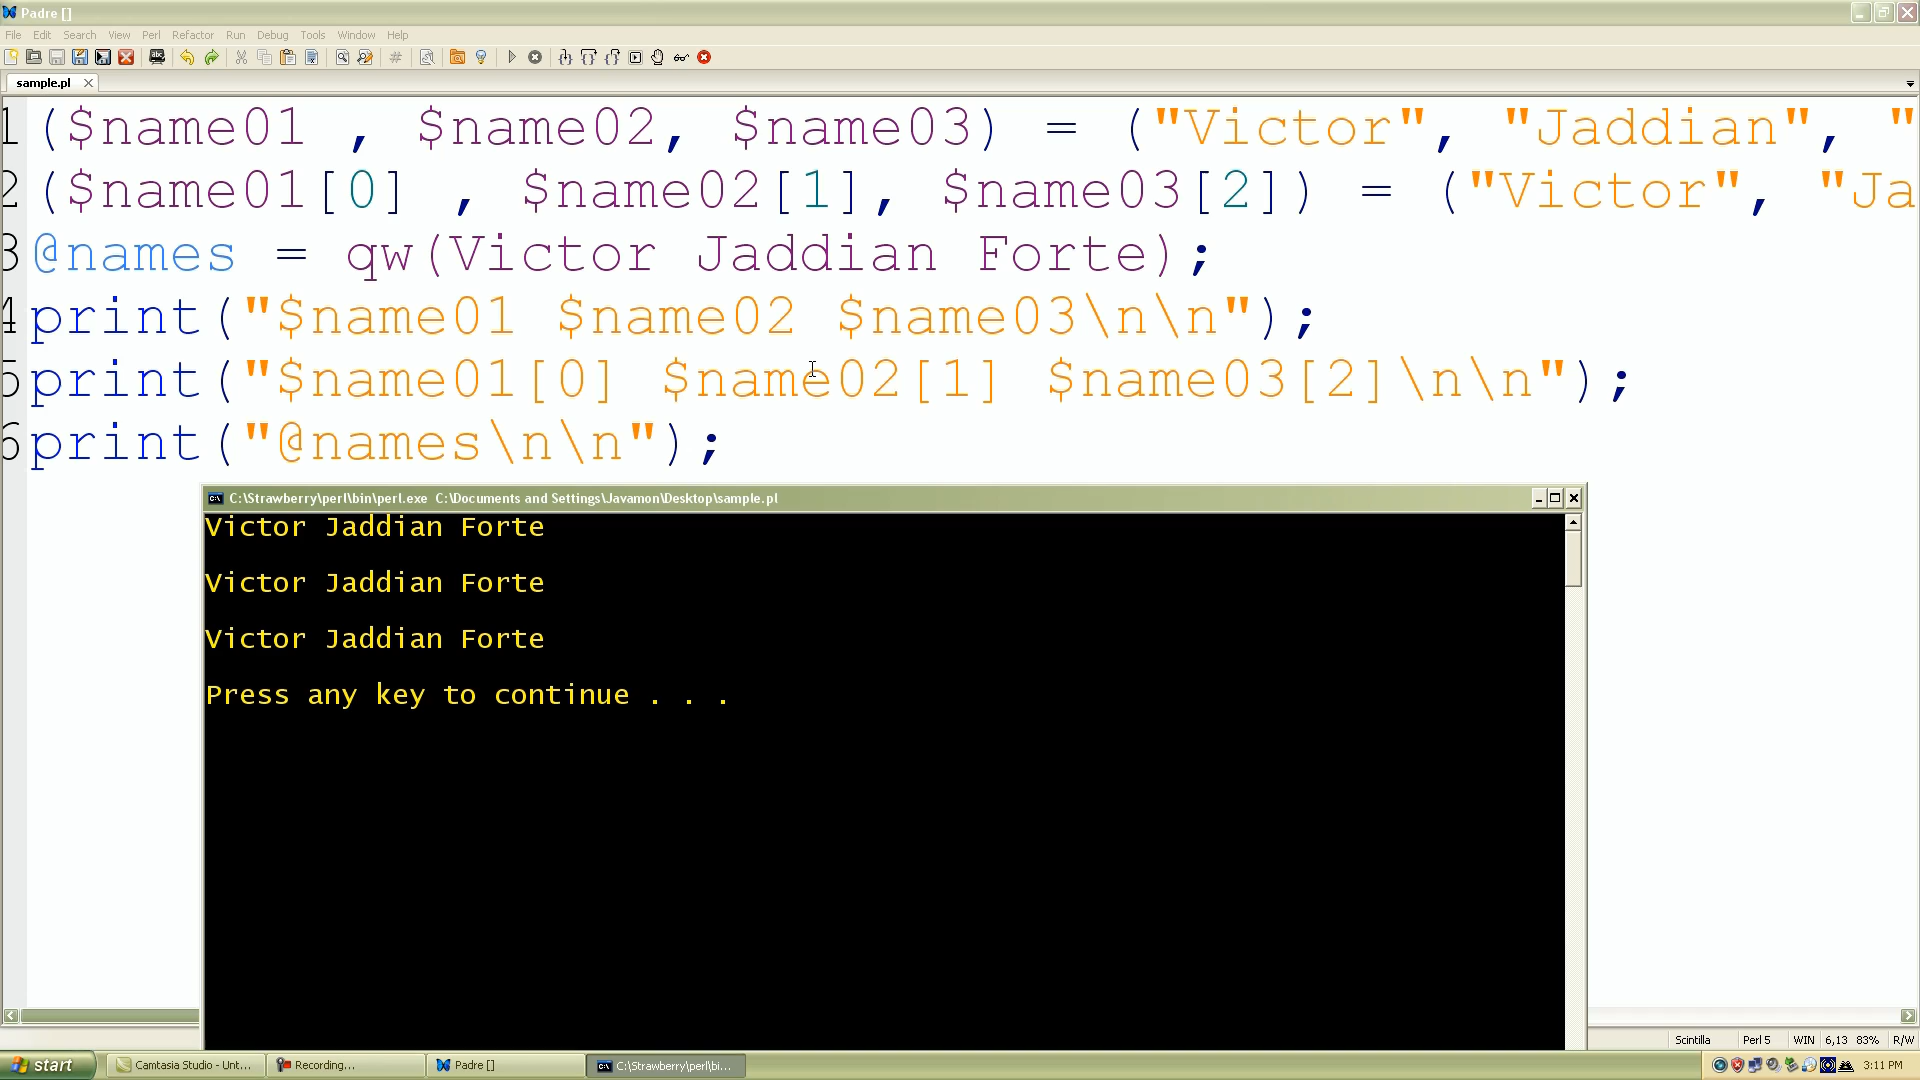 Padre []
File Edit Search View Perl Refactor Run Debug Tools Window Help
sample.pl
1 ($name01 , $name02, $name03) = ("Victor", "Jaddian", "
2 ($name01[0] , $name02[1], $name03[2]) = ("Victor", "Ja
3 @names = qw(Victor Jaddian Forte);
4 print("$name01 $name02 $name03\n\n");
5 print("$name01[0] $name02[1] $name03[2]\n\n");
6 print("@names\n\n");
C:\Strawberry\perl\bin\perl.exe C:\Documents and Settings\Javamon\Desktop\sample.pl
Victor Jaddian Forte
Victor Jaddian Forte
Victor Jaddian Forte
Press any key to continue . . .
Scintilla Perl 5 WIN 6,13 83% R/W
start Camtasia Studio - Unt... Recording... Padre [] C:\Strawberry\perl\bi... 3:11 PM